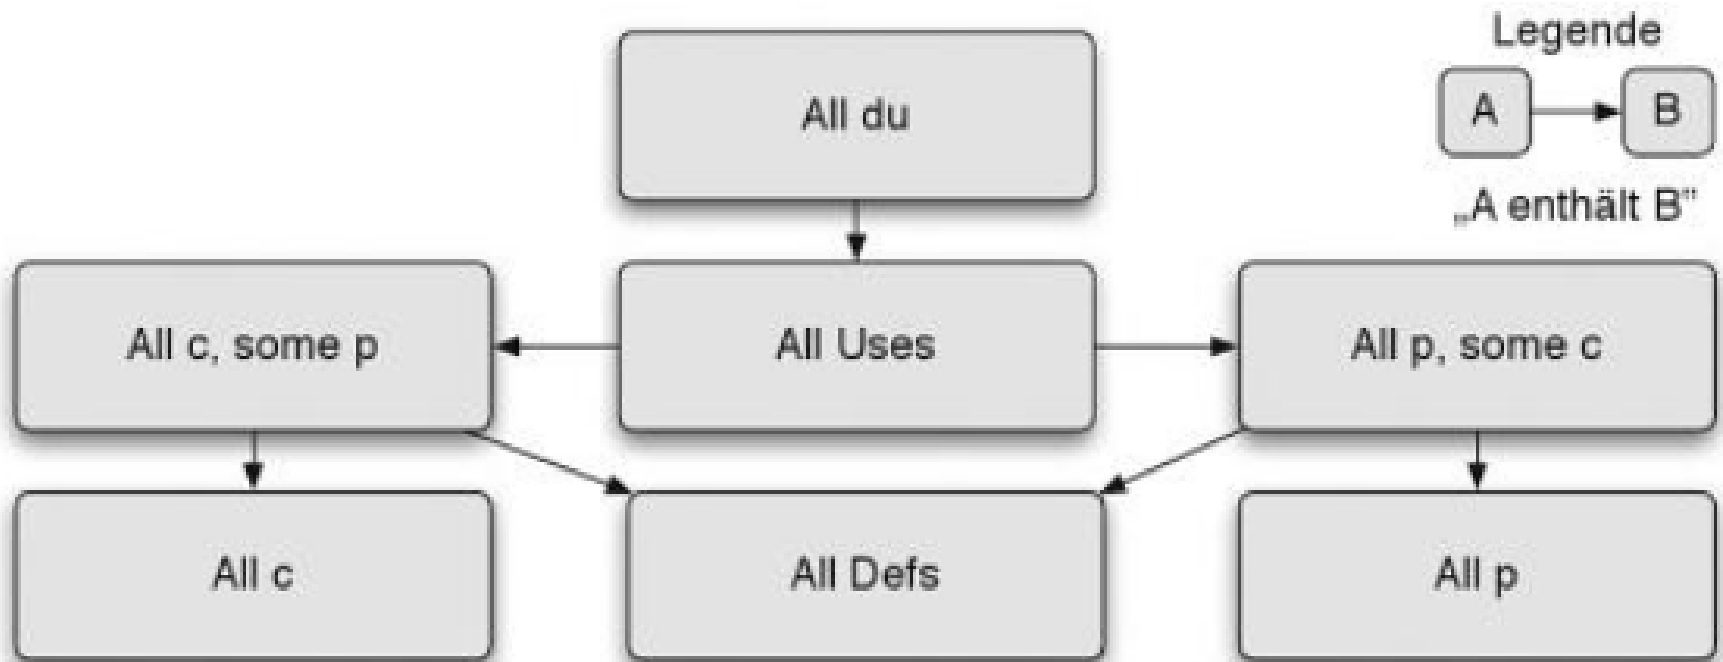 Legende
A
B
„A enthält B"
All du
All c, some p
All Uses
All p, some c
All c
All Defs
All p